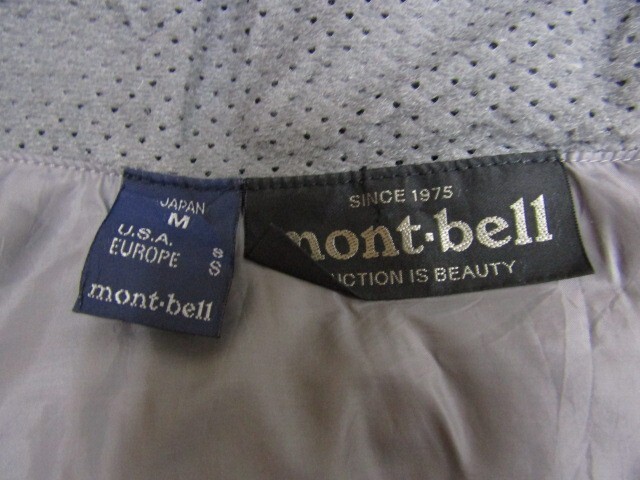 JAPAN
M
U.S.A. S
EUROPE S
mont·bell
SINCE 1975
mont·bell
UCTION IS BEAUTY